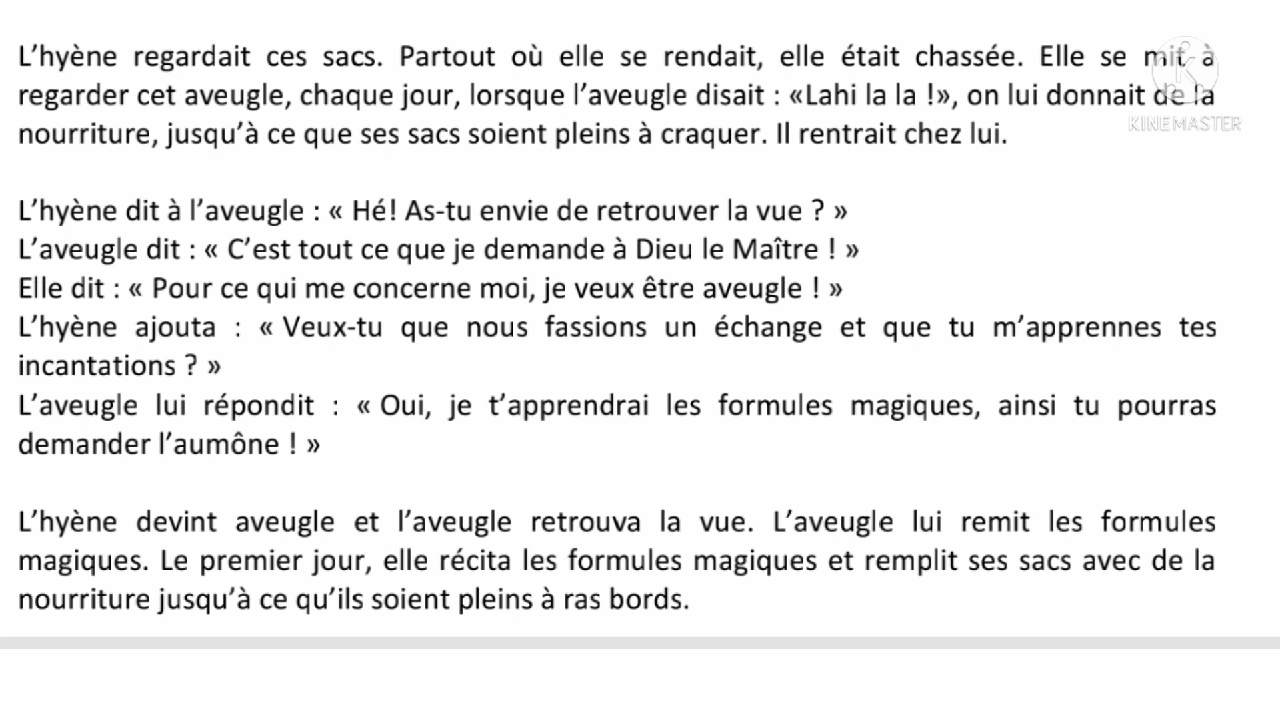 L’hyène regardait ces sacs. Partout où elle se rendait, elle était chassée. Elle se mit à
regarder cet aveugle, chaque jour, lorsque l’aveugle disait : «Lahi la la !», on lui donnait de la
nourriture, jusqu’à ce que ses sacs soient pleins à craquer. Il rentrait chez lui.
L’hyène dit à l’aveugle : « Hé! As-tu envie de retrouver la vue ? »
L’aveugle dit : « C’est tout ce que je demande à Dieu le Maître ! »
Elle dit : « Pour ce qui me concerne moi, je veux être aveugle ! »
L’hyène ajouta : « Veux-tu que nous fassions un échange et que tu m’apprennes tes
incantations ? »
L’aveugle lui répondit : « Oui, je t’apprendrai les formules magiques, ainsi tu pourras
demander l’aumône ! »
L’hyène devint aveugle et l’aveugle retrouva la vue. L’aveugle lui remit les formules
magiques. Le premier jour, elle récita les formules magiques et remplit ses sacs avec de la
nourriture jusqu’à ce qu’ils soient pleins à ras bords.
K
KINEMASTER